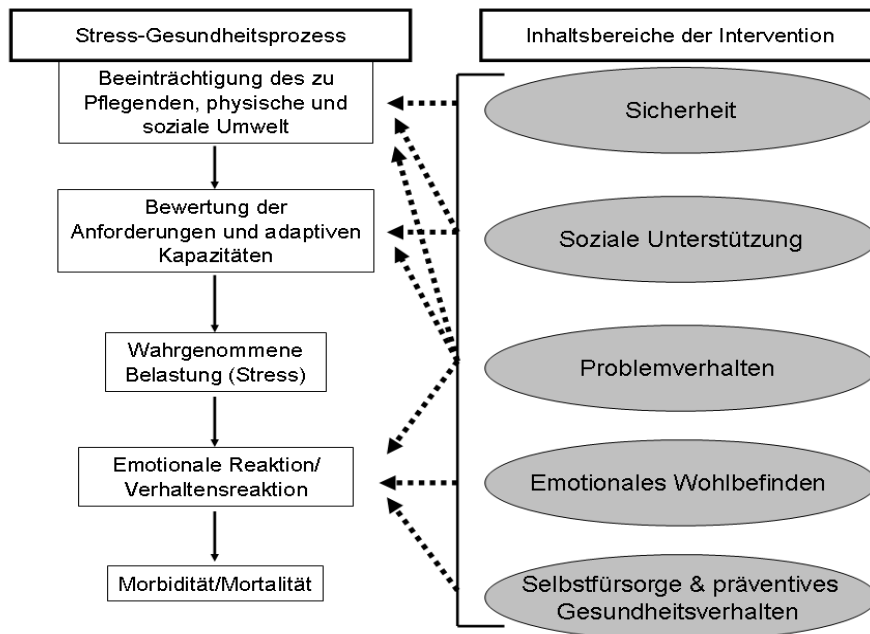 Stress-Gesundheitsprozess
Beeinträchtigung des zu
Pflegenden, physische und
soziale Umwelt
Bewertung der
Anforderungen und adaptiven
Kapazitäten
Wahrgenommene
Belastung (Stress)
Emotionale Reaktion/
Verhaltensreaktion
Morbidität/Mortalität
Inhaltsbereiche der Intervention
Sicherheit
Soziale Unterstützung
Problemverhalten
Emotionales Wohlbefinden
Selbstfürsorge & präventives
Gesundheitsverhalten